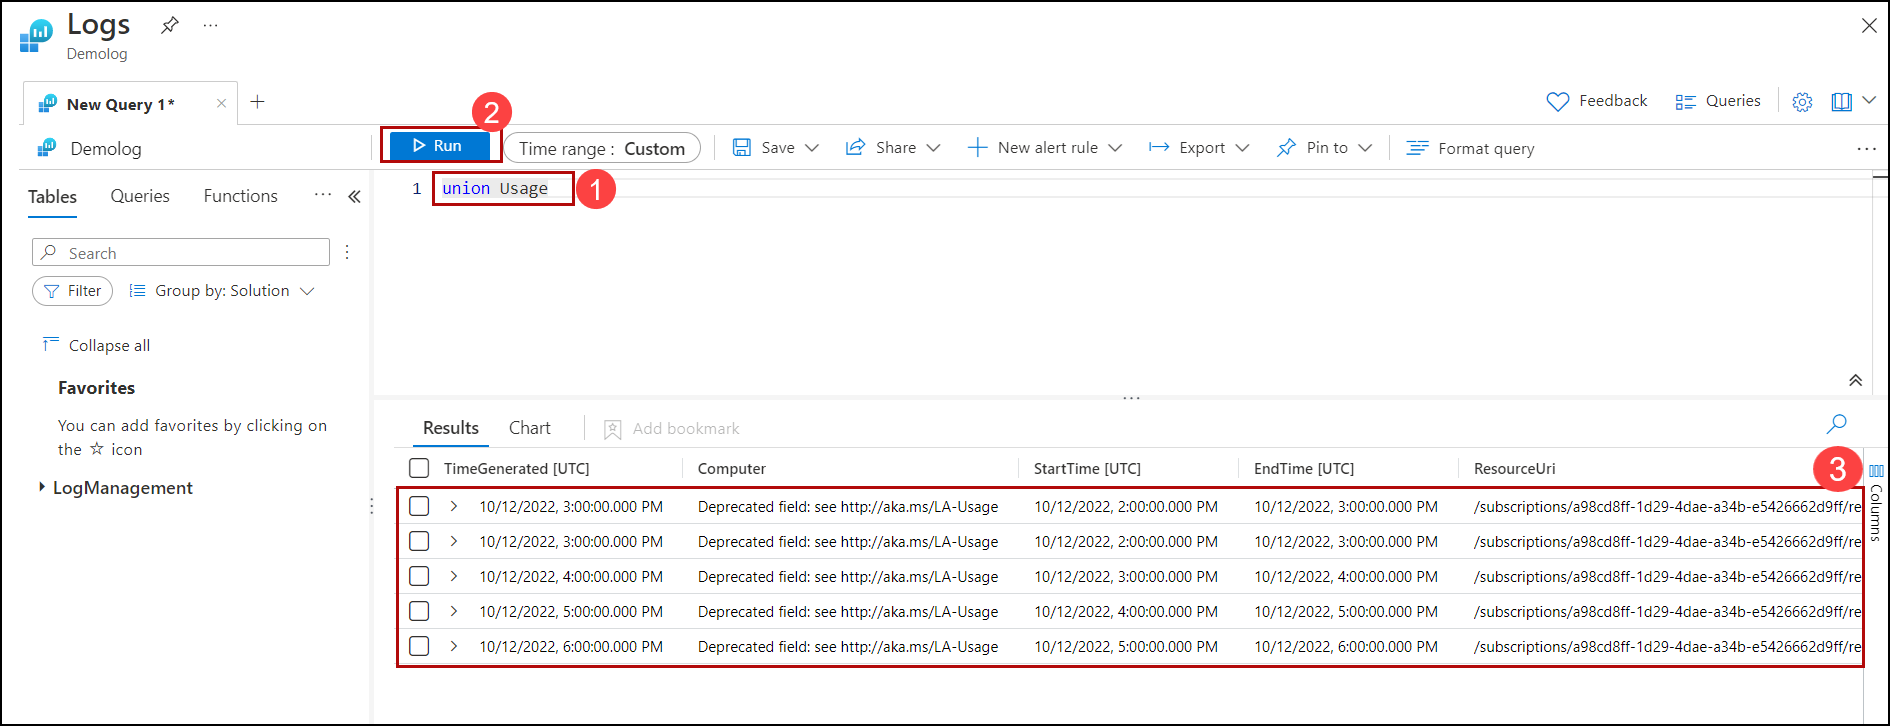 Logs
Demolog
New Query 1*
Feedback
Queries
Demolog
2
Run
Time range : Custom
Save
Share
New alert rule
Export
Pin to
Format query
Tables
Queries
Functions
1
union Usage
1
Search
Filter
Group by: Solution
Collapse all
Favorites
You can add favorites by clicking on
the ☆ icon
LogManagement
Results
Chart
Add bookmark
TimeGenerated [UTC] Computer StartTime [UTC] EndTime [UTC] ResourceUri
3
Columns
10/12/2022, 3:00:00.000 PM Deprecated field: see http://aka.ms/LA-Usage 10/12/2022, 2:00:00.000 PM 10/12/2022, 3:00:00.000 PM /subscriptions/a98cd8ff-1d29-4dae-a34b-e5426662d9ff/re
10/12/2022, 3:00:00.000 PM Deprecated field: see http://aka.ms/LA-Usage 10/12/2022, 2:00:00.000 PM 10/12/2022, 3:00:00.000 PM /subscriptions/a98cd8ff-1d29-4dae-a34b-e5426662d9ff/re
10/12/2022, 4:00:00.000 PM Deprecated field: see http://aka.ms/LA-Usage 10/12/2022, 3:00:00.000 PM 10/12/2022, 4:00:00.000 PM /subscriptions/a98cd8ff-1d29-4dae-a34b-e5426662d9ff/re
10/12/2022, 5:00:00.000 PM Deprecated field: see http://aka.ms/LA-Usage 10/12/2022, 4:00:00.000 PM 10/12/2022, 5:00:00.000 PM /subscriptions/a98cd8ff-1d29-4dae-a34b-e5426662d9ff/re
10/12/2022, 6:00:00.000 PM Deprecated field: see http://aka.ms/LA-Usage 10/12/2022, 5:00:00.000 PM 10/12/2022, 6:00:00.000 PM /subscriptions/a98cd8ff-1d29-4dae-a34b-e5426662d9ff/re